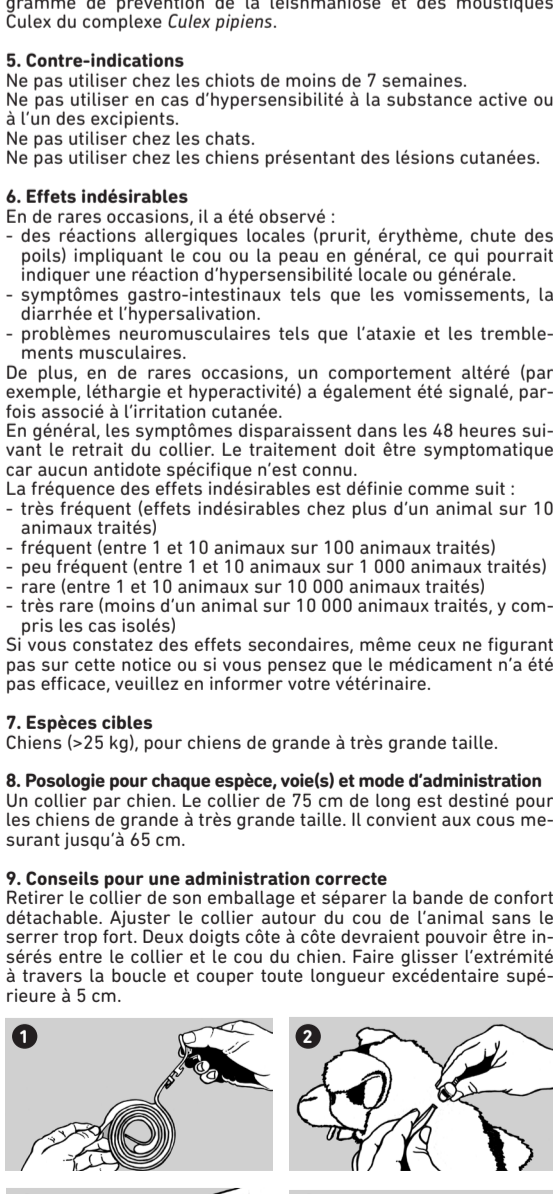 gramme de prévention de la leishmaniose et des moustiques
Culex du complexe Culex pipiens.
5. Contre-indications
Ne pas utiliser chez les chiots de moins de 7 semaines.
Ne pas utiliser en cas d’hypersensibilité à la substance active ou
à l’un des excipients.
Ne pas utiliser chez les chats.
Ne pas utiliser chez les chiens présentant des lésions cutanées.
6. Effets indésirables
En de rares occasions, il a été observé :
- des réactions allergiques locales (prurit, érythème, chute des
poils) impliquant le cou ou la peau en général, ce qui pourrait
indiquer une réaction d’hypersensibilité locale ou générale.
- symptômes gastro-intestinaux tels que les vomissements, la
diarrhée et l’hypersalivation.
- problèmes neuromusculaires tels que l’ataxie et les tremble-
ments musculaires.
De plus, en de rares occasions, un comportement altéré (par
exemple, léthargie et hyperactivité) a également été signalé, par-
fois associé à l’irritation cutanée.
En général, les symptômes disparaissent dans les 48 heures sui-
vant le retrait du collier. Le traitement doit être symptomatique
car aucun antidote spécifique n’est connu.
La fréquence des effets indésirables est définie comme suit :
- très fréquent (effets indésirables chez plus d’un animal sur 10
animaux traités)
- fréquent (entre 1 et 10 animaux sur 100 animaux traités)
- peu fréquent (entre 1 et 10 animaux sur 1 000 animaux traités)
- rare (entre 1 et 10 animaux sur 10 000 animaux traités)
- très rare (moins d’un animal sur 10 000 animaux traités, y com-
pris les cas isolés)
Si vous constatez des effets secondaires, même ceux ne figurant
pas sur cette notice ou si vous pensez que le médicament n’a été
pas efficace, veuillez en informer votre vétérinaire.
7. Espèces cibles
Chiens (>25 kg), pour chiens de grande à très grande taille.
8. Posologie pour chaque espèce, voie(s) et mode d’administration
Un collier par chien. Le collier de 75 cm de long est destiné pour
les chiens de grande à très grande taille. Il convient aux cous me-
surant jusqu’à 65 cm.
9. Conseils pour une administration correcte
Retirer le collier de son emballage et séparer la bande de confort
détachable. Ajuster le collier autour du cou de l’animal sans le
serrer trop fort. Deux doigts côte à côte devraient pouvoir être in-
sérés entre le collier et le cou du chien. Faire glisser l’extrémité
à travers la boucle et couper toute longueur excédentaire supé-
rieure à 5 cm.
1
2